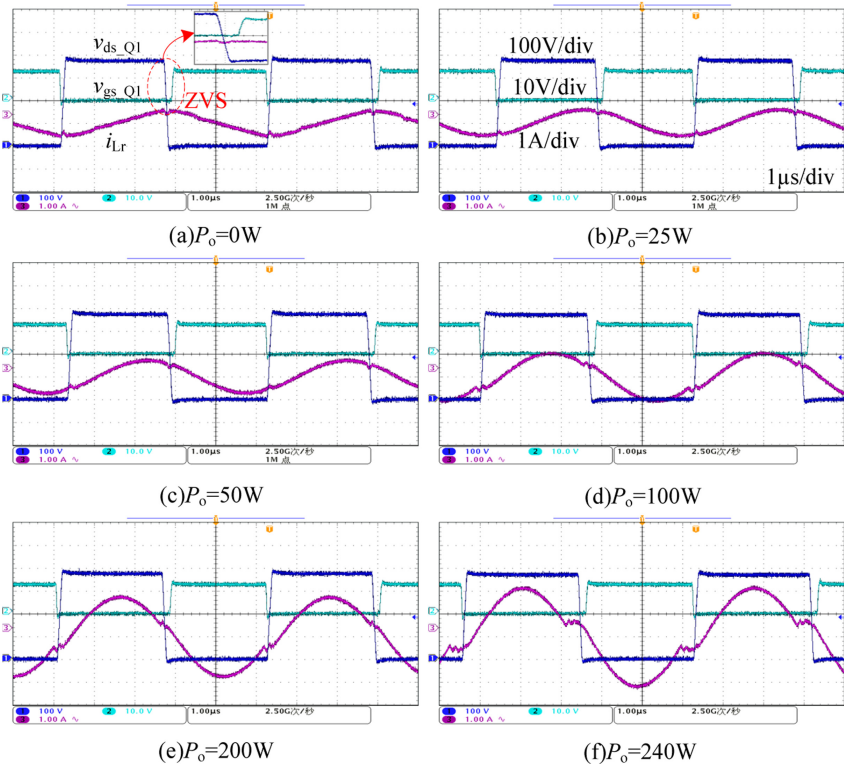 v_ds_Q1
v_gs_Q1
ZVS
i_Lr
1 100 V 2 10.0 V 1.00μs 2.50G次/秒
3 1.00 A 1M 点
(a)P_o=0W
100V/div
10V/div
1A/div
1μs/div
1 100 V 2 10.0 V 1.00μs 2.50G次/秒
3 1.00 A 1M 点
(b)P_o=25W
1 100 V 2 10.0 V 1.00μs 2.50G次/秒
3 1.00 A 1M 点
(c)P_o=50W
1 100 V 2 10.0 V 1.00μs 2.50G次/秒
3 1.00 A 1M 点
(d)P_o=100W
1 100 V 2 10.0 V 1.00μs 2.50G次/秒
3 1.00 A
(e)P_o=200W
1 100 V 2 10.0 V 1.00μs 2.50G次/秒
3 1.00 A
(f)P_o=240W